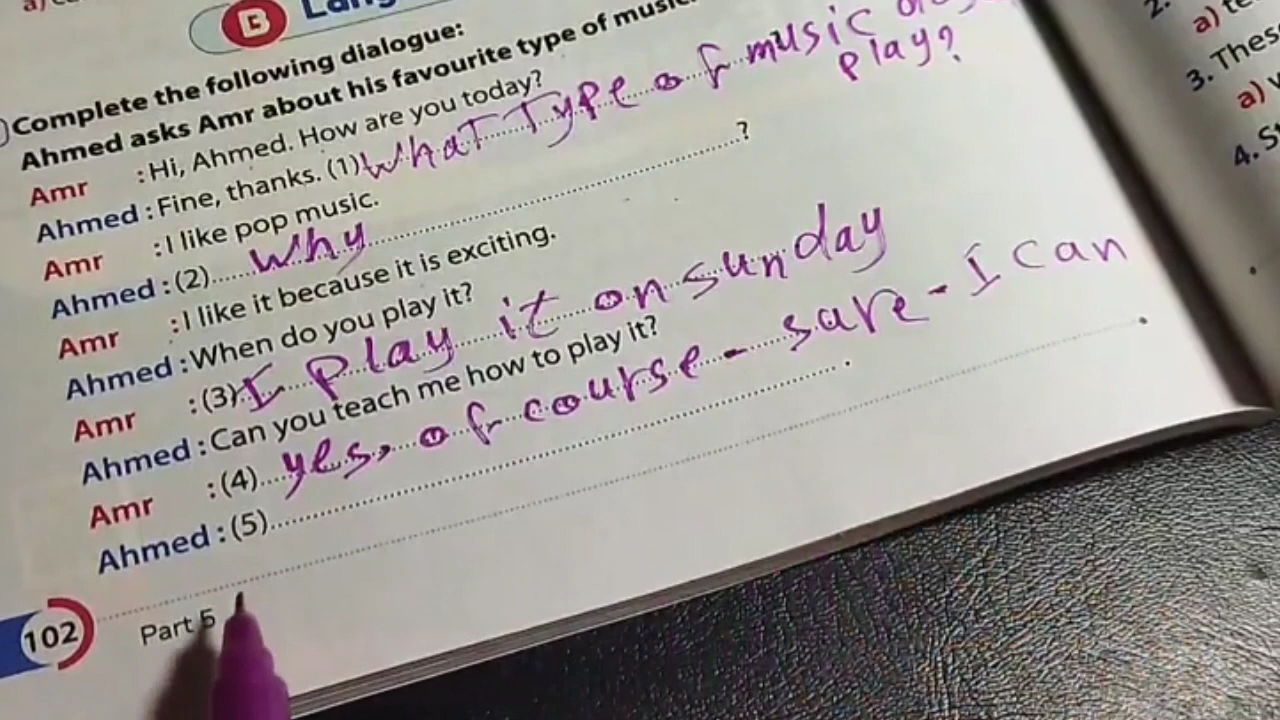 B
Complete the following dialogue:
Ahmed asks Amr about his favourite type of music.
Amr : Hi, Ahmed. How are you today?
Ahmed : Fine, thanks. (1) What Type of music
play?
Amr : I like pop music.
Ahmed : (2) Why ?
Amr : I like it because it is exciting.
Ahmed : When do you play it?
Amr : (3) I Play it on sunday
Ahmed : Can you teach me how to play it?
Amr : (4) yes, of course - sare - I can
Ahmed : (5)
102 Part 5
2.
a) te
3. Thes
a)
4. S